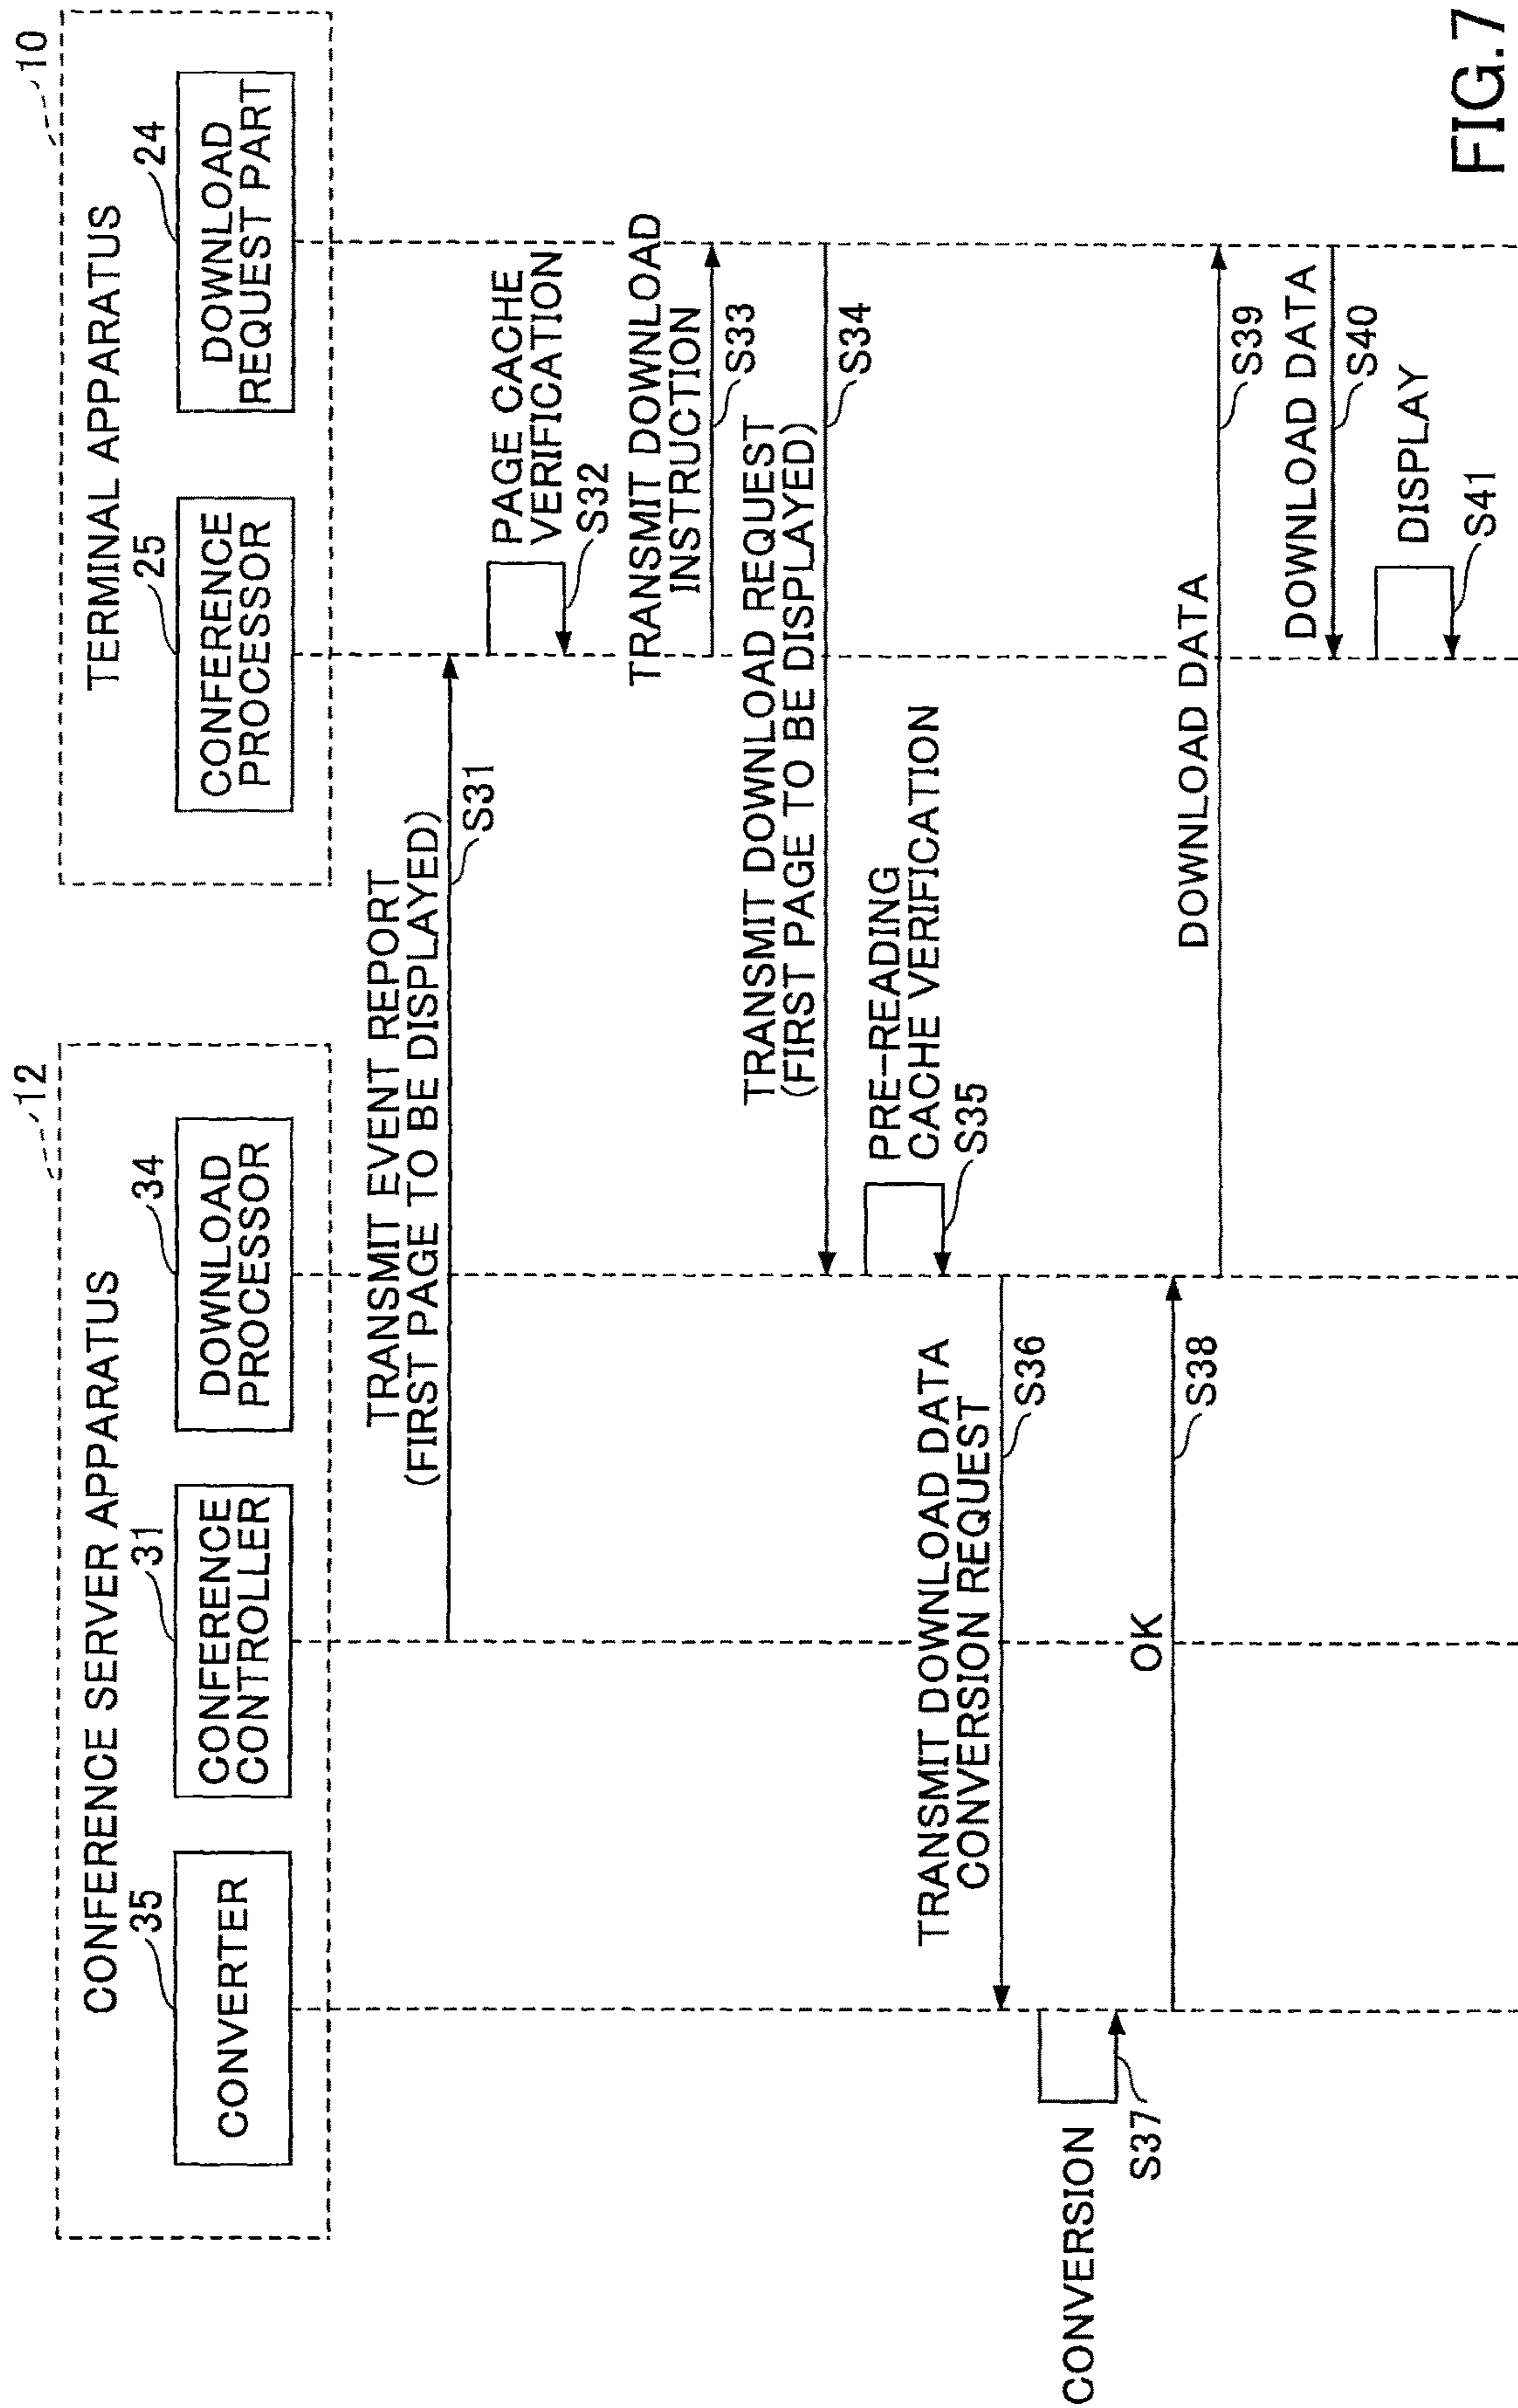 CONFERENCE SERVER APPARATUS
12
TERMINAL APPARATUS
10
35
CONVERTER
31
CONFERENCE
CONTROLLER
34
DOWNLOAD
PROCESSOR
25
CONFERENCE
PROCESSOR
24
DOWNLOAD
REQUEST PART
TRANSMIT EVENT REPORT
(FIRST PAGE TO BE DISPLAYED)
S31
PAGE CACHE
VERIFICATION
S32
TRANSMIT DOWNLOAD
INSTRUCTION
S33
TRANSMIT DOWNLOAD REQUEST
(FIRST PAGE TO BE DISPLAYED)
S34
PRE-READING
CACHE VERIFICATION
S35
TRANSMIT DOWNLOAD DATA
CONVERSION REQUEST
S36
CONVERSION
S37
OK
S38
DOWNLOAD DATA
S39
DOWNLOAD DATA
S40
DISPLAY
S41
FIG.7